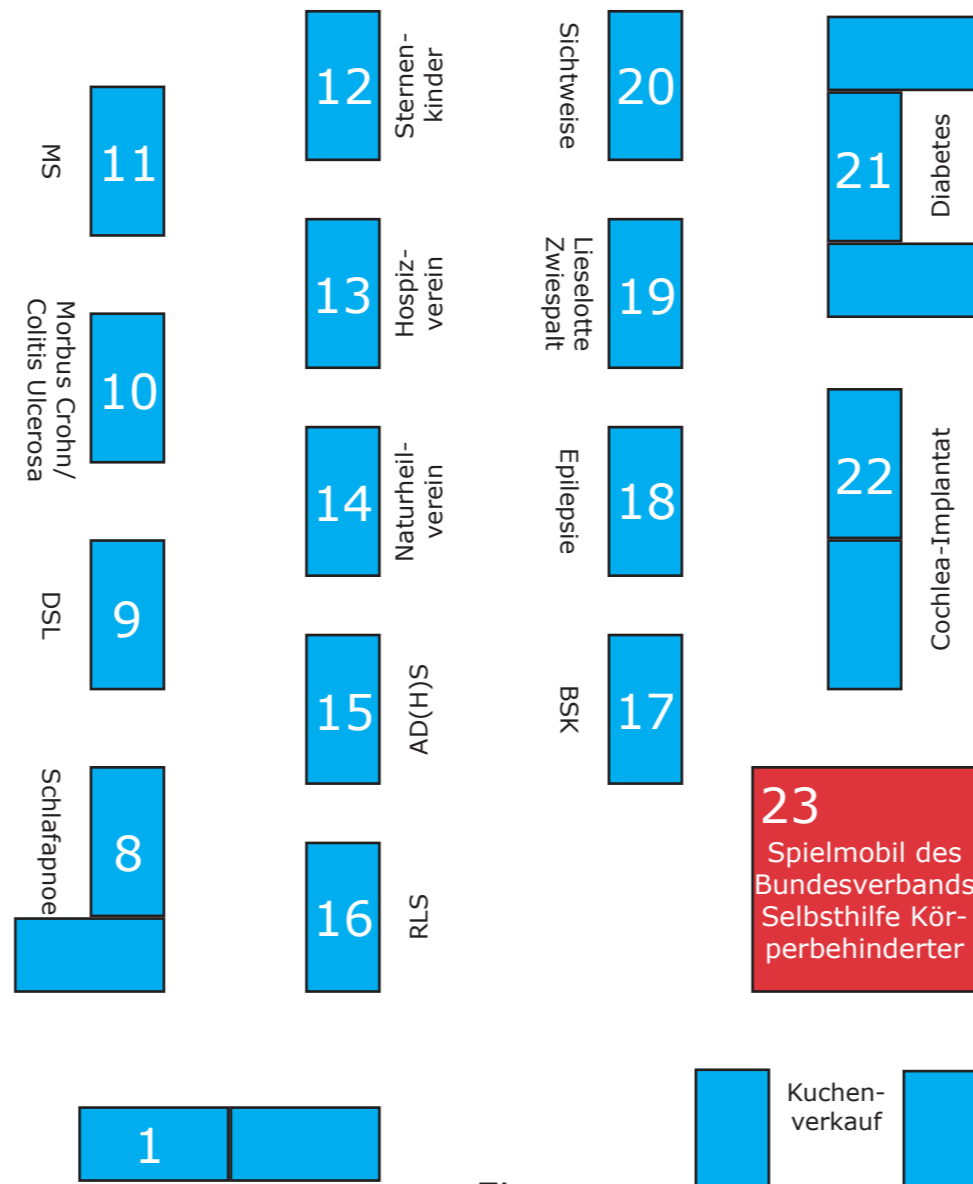 MS
11
Morbus Crohn/
Colitis Ulcerosa
10
DSL
9
Schlafapnoe
8
12
Sternen-
kinder
13
Hospiz-
verein
14
Naturheil-
verein
15
AD(H)S
16
RLS
Sichtweise
20
Lieselotte
Zwiespalt
19
Epilepsie
18
BSK
17
21
Diabetes
22
Cochlea-Implantat
23
Spielmobil des
Bundesverbands
Selbsthilfe Kör-
perbehinderter
1
Kuchen-
verkauf